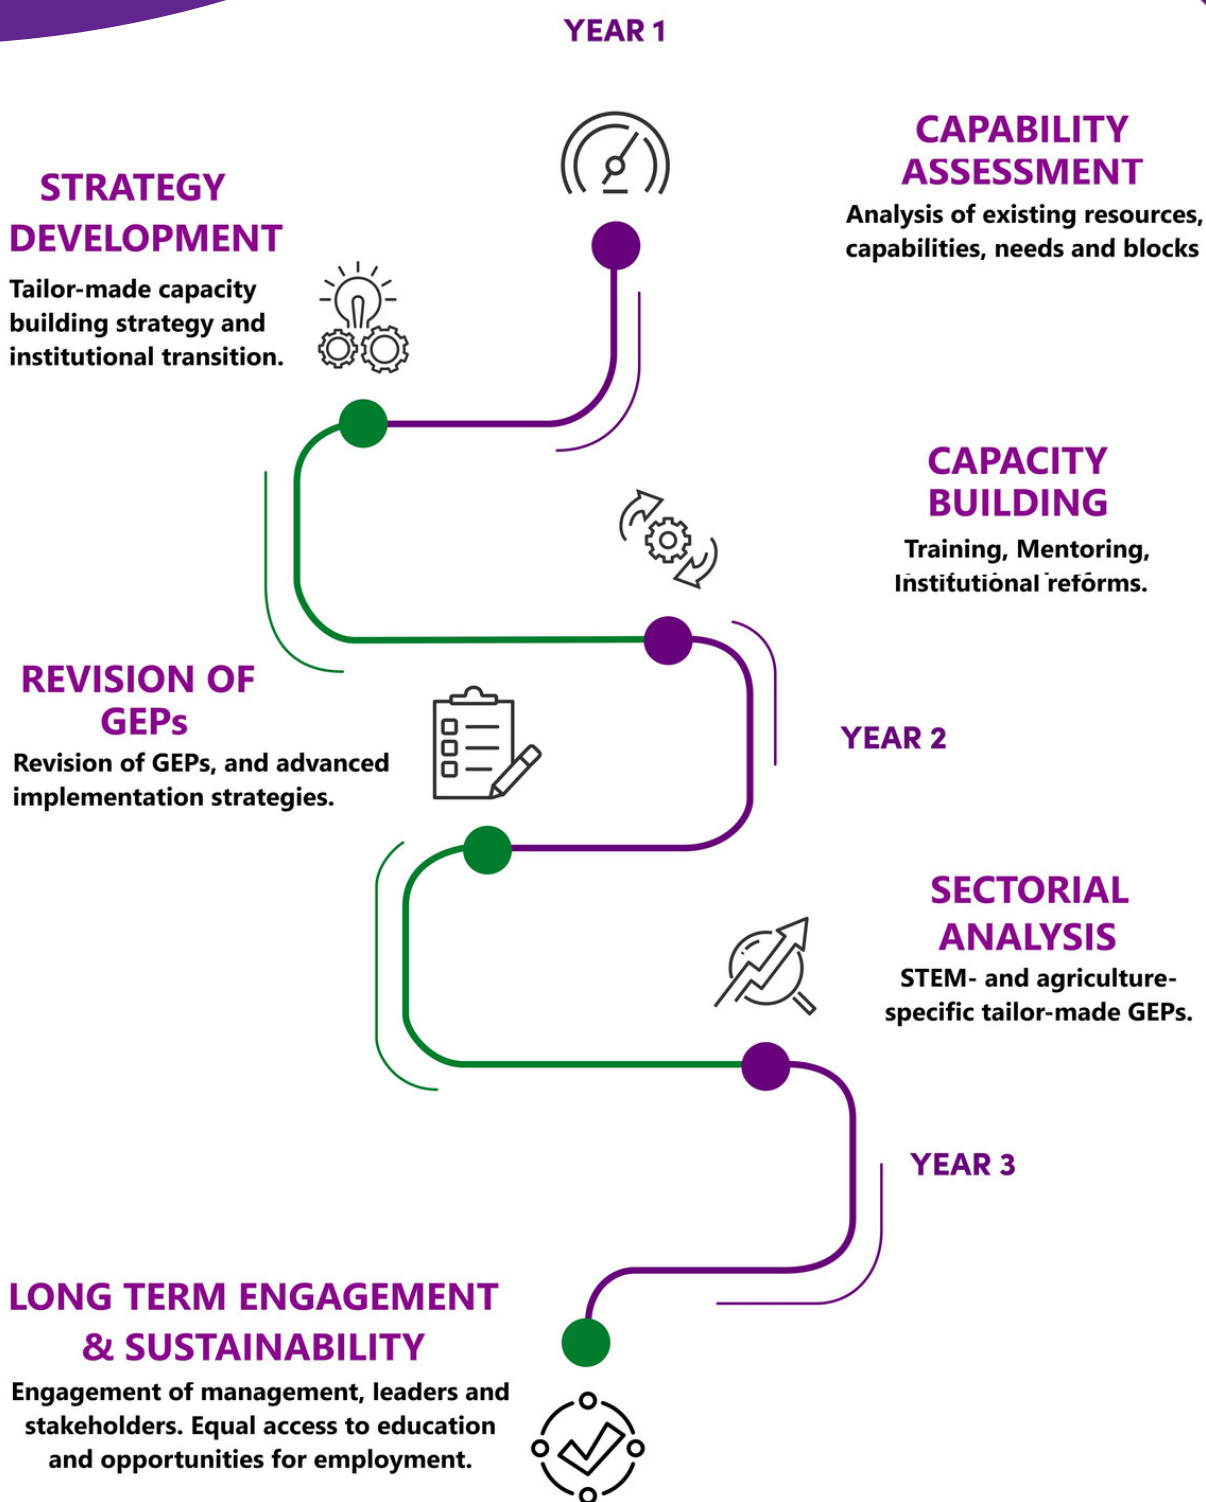 YEAR 1
CAPABILITY
ASSESSMENT
Analysis of existing resources,
capabilities, needs and blocks
STRATEGY
DEVELOPMENT
Tailor-made capacity
building strategy and
institutional transition.
CAPACITY
BUILDING
Training, Mentoring,
Institutional reforms.
REVISION OF
GEPs
Revision of GEPs, and advanced
implementation strategies.
YEAR 2
SECTORIAL
ANALYSIS
STEM- and agriculture-
specific tailor-made GEPs.
YEAR 3
LONG TERM ENGAGEMENT
& SUSTAINABILITY
Engagement of management, leaders and
stakeholders. Equal access to education
and opportunities for employment.